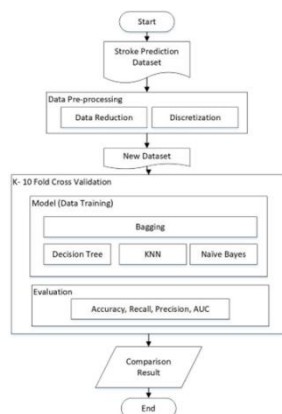 Start
Stroke Prediction
Dataset
Data Pre-processing
Data Reduction
Discretization
New Dataset
K- 10 Fold Cross Validation
Model (Data Training)
Bagging
Decision Tree
KNN
Naïve Bayes
Evaluation
Accuracy, Recall, Precision, AUC
Comparison
Result
End